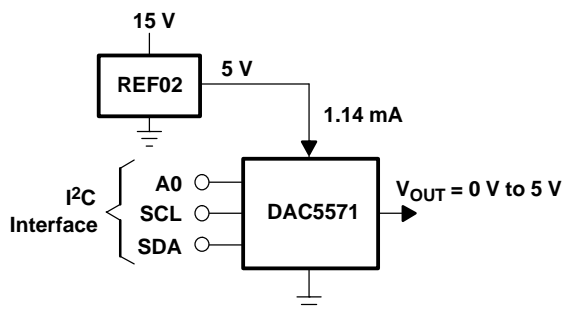 15 V
REF02
5 V
1.14 mA
I²C
Interface
A0
SCL
SDA
DAC5571
VOUT = 0 V to 5 V